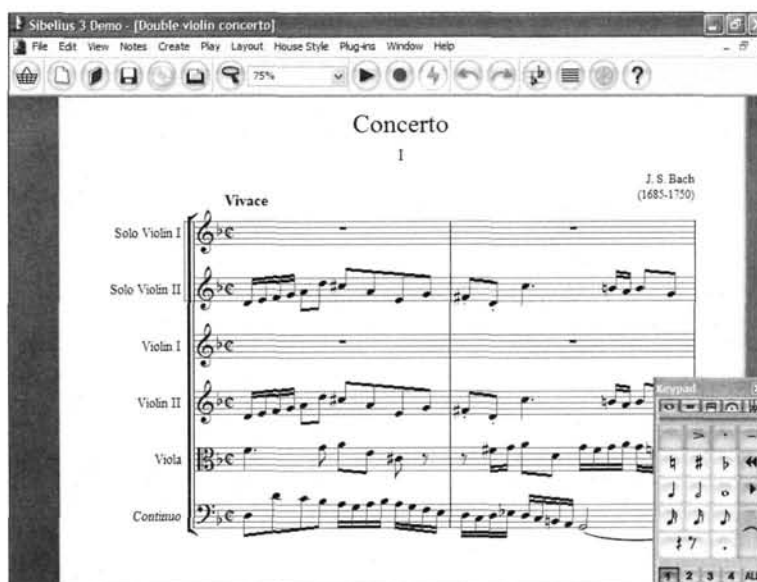 Sibelius 3 Demo - [Double violin concerto]
File Edit View Notes Create Play Layout House Style Plug-ins Window Help
75%
Concerto
I
J. S. Bach
(1685-1750)
Vivace
Solo Violin I
Solo Violin II
Violin I
Violin II
Viola
Continuo
Keypad
1 2 3 4 ALL